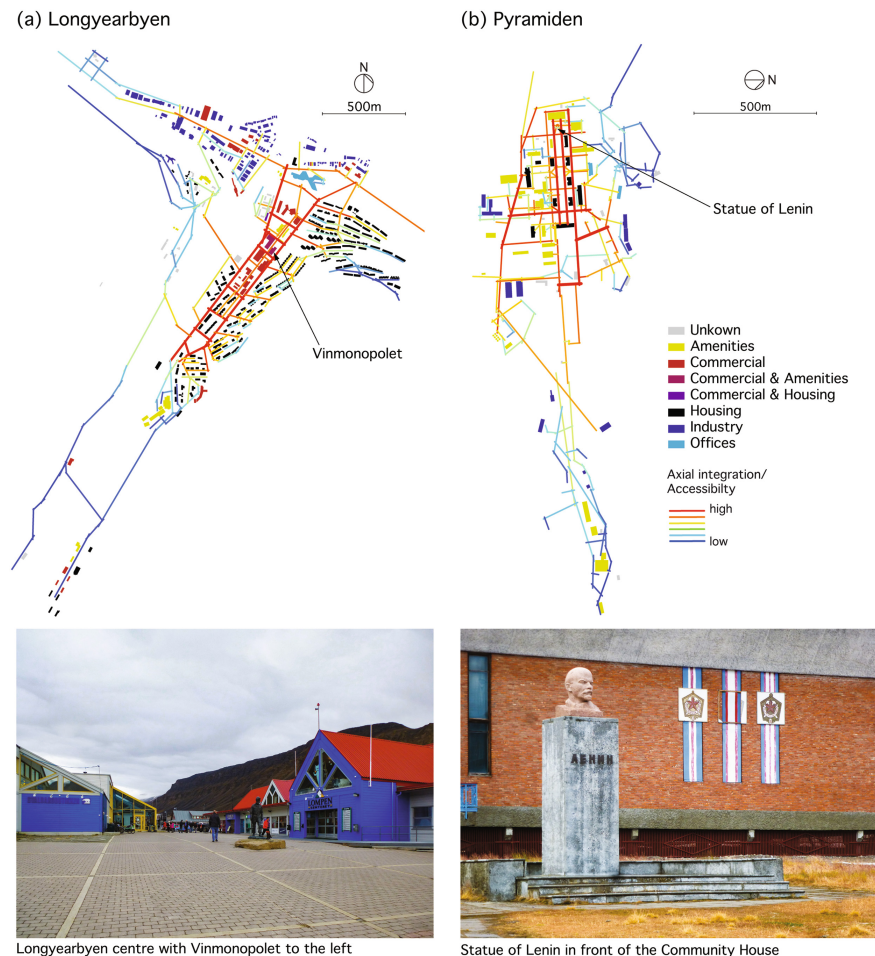 (a) Longyearbyen
(b) Pyramiden
N
500m
N
500m
Statue of Lenin
Vinmonopolet
Unkown
Amenities
Commercial
Commercial & Amenities
Commercial & Housing
Housing
Industry
Offices
Axial integration/
Accessibilty
high
low
LOMPEN
ЛЕНИН
Longyearbyen centre with Vinmonopolet to the left
Statue of Lenin in front of the Community House